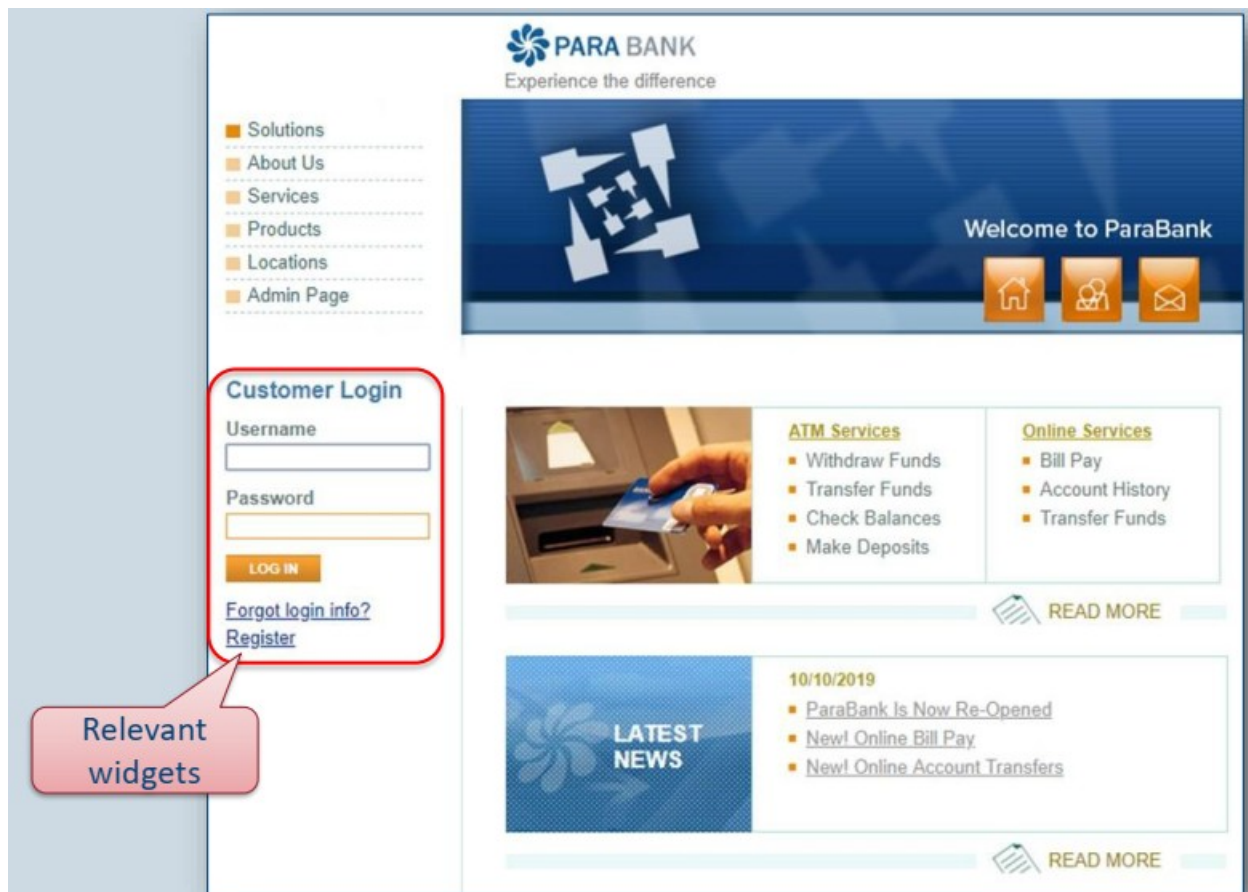 PARA BANK
Experience the difference
Solutions
About Us
Services
Products
Locations
Admin Page
Welcome to ParaBank
Customer Login
Username
Password
LOG IN
Forgot login info?
Register
Relevant
widgets
ATM Services
Withdraw Funds
Transfer Funds
Check Balances
Make Deposits
Online Services
Bill Pay
Account History
Transfer Funds
READ MORE
LATEST
NEWS
10/10/2019
ParaBank Is Now Re-Opened
New! Online Bill Pay
New! Online Account Transfers
READ MORE